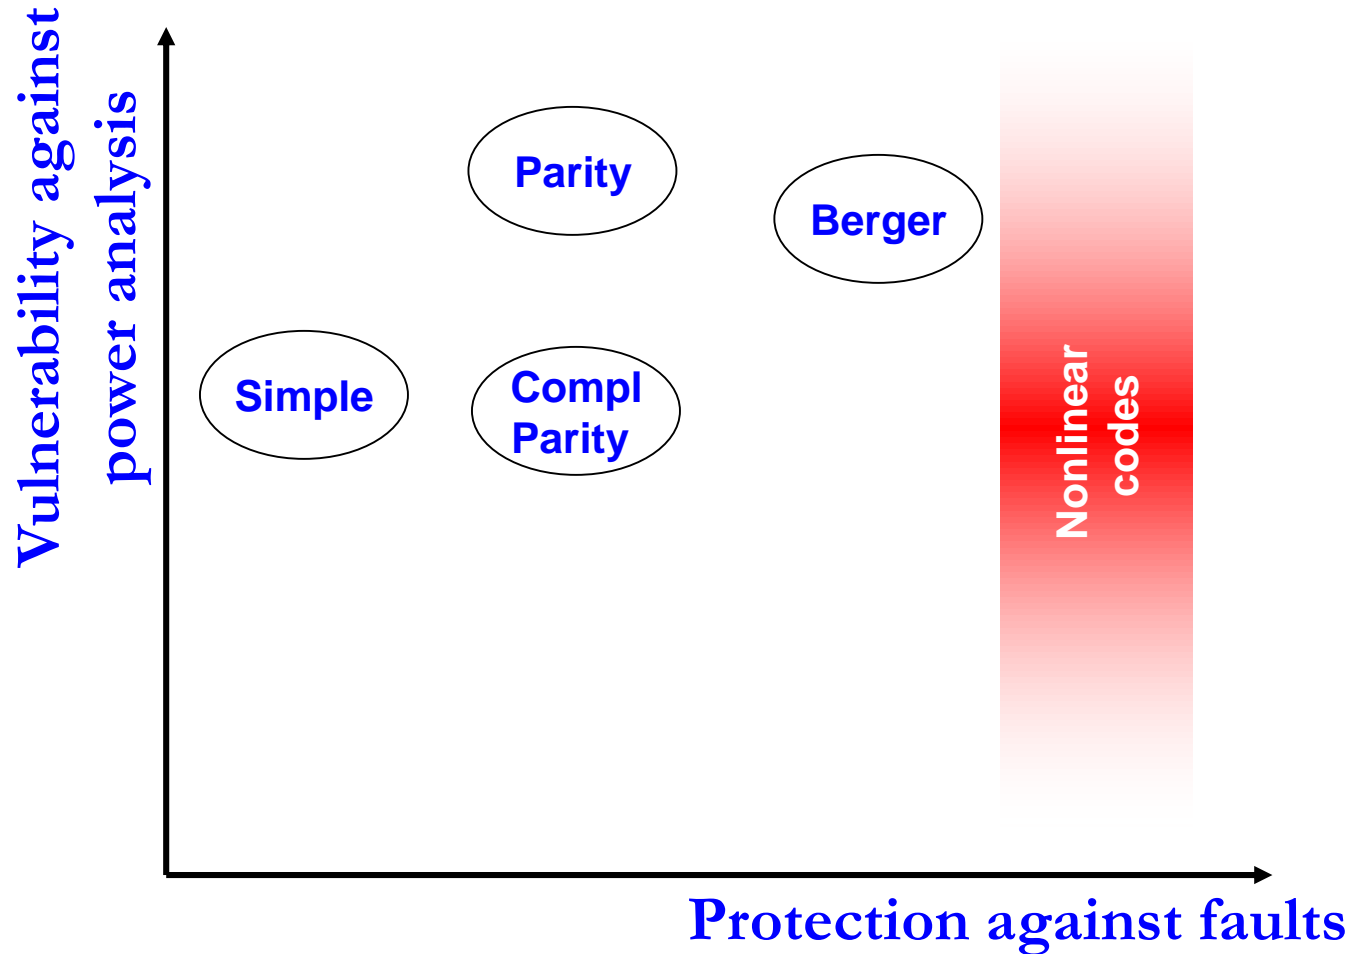 Vulnerability against
power analysis
Parity
Berger
Simple
Compl
Parity
Nonlinear
codes
Protection against faults